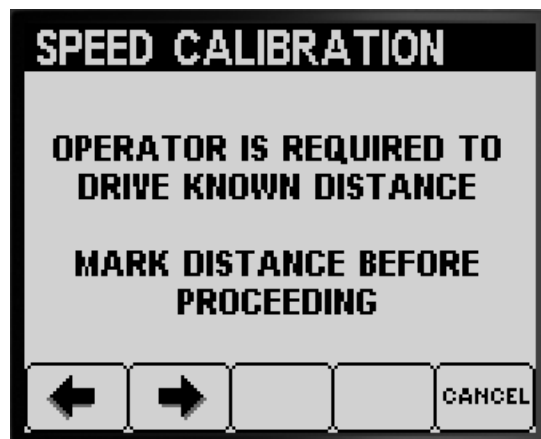 SPEED CALIBRATION
OPERATOR IS REQUIRED TO
DRIVE KNOWN DISTANCE
MARK DISTANCE BEFORE
PROCEEDING
CANCEL